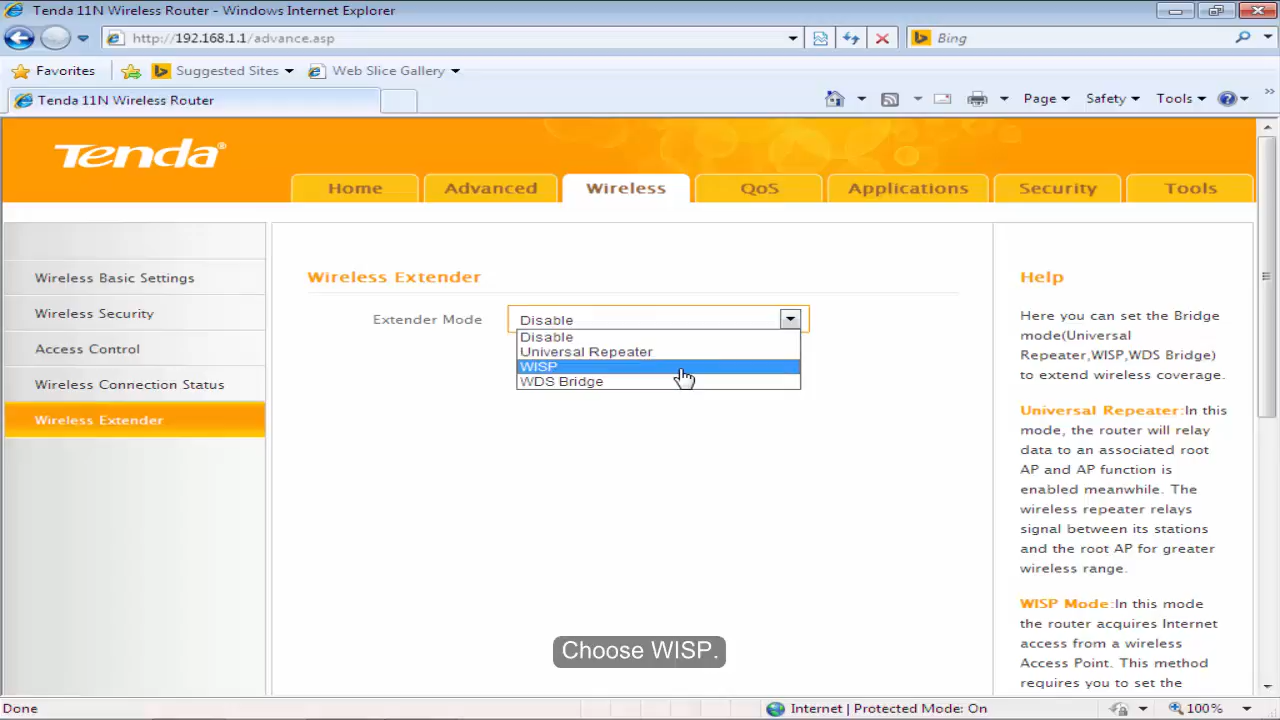 Tenda 11N Wireless Router - Windows Internet Explorer
http://192.168.1.1/advance.asp
Bing
Favorites
Suggested Sites
Web Slice Gallery
Tenda 11N Wireless Router
Page
Safety
Tools
Tenda®
Home
Advanced
Wireless
QoS
Applications
Security
Tools
Wireless Basic Settings
Wireless Security
Access Control
Wireless Connection Status
Wireless Extender
Wireless Extender
Extender Mode
Disable
Disable
Universal Repeater
WISP
WDS Bridge
Help
Here you can set the Bridge
mode(Universal
Repeater,WISP,WDS Bridge)
to extend wireless coverage.
Universal Repeater:In this
mode, the router will relay
data to an associated root
AP and AP function is
enabled meanwhile. The
wireless repeater relays
signal between its stations
and the root AP for greater
wireless range.
WISP Mode:In this mode
the router acquires Internet
access from a wireless
Access Point. This method
requires you to set the
Choose WISP.
Done
Internet | Protected Mode: On
100%